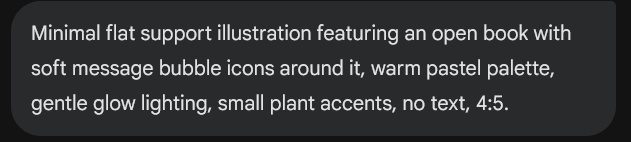 Minimal flat support illustration featuring an open book with
soft message bubble icons around it, warm pastel palette,
gentle glow lighting, small plant accents, no text, 4:5.